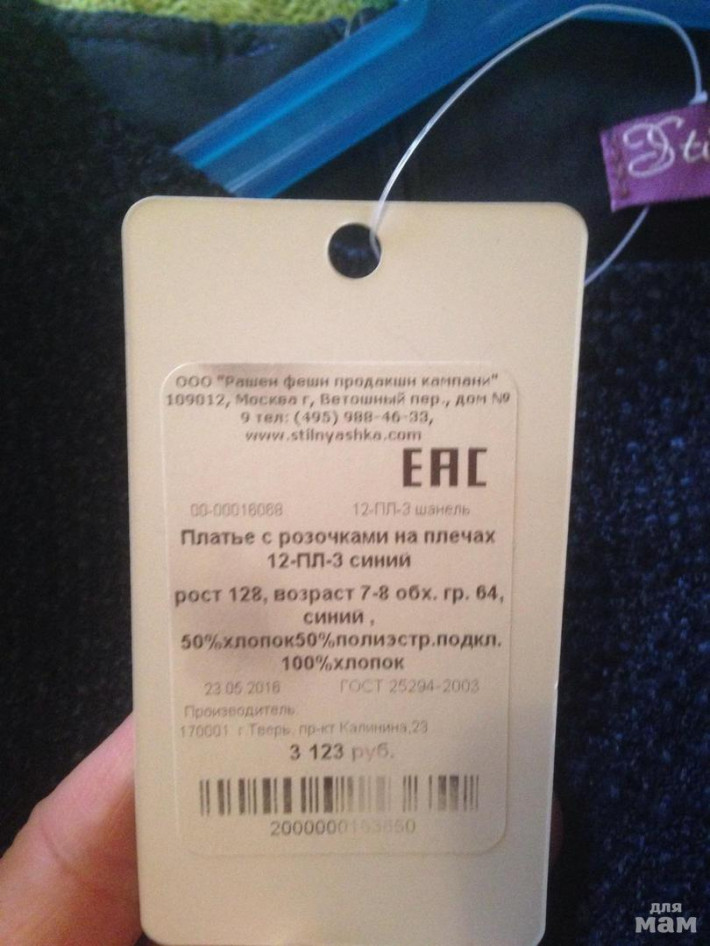 Sti
ООО "Рашен фешн продакшн кампани"
109012, Москва г, Ветошный пер., дом №
9 тел: (495) 988-46-33,
www.stilnyashka.com
EAC
00-00016088 12-ПЛ-3 шанель
Платье с розочками на плечах
12-ПЛ-3 синий
рост 128, возраст 7-8 обх. гр. 64,
синий ,
50%хлопок50%полиэстр.подкл.
100%хлопок
23.05.2016 ГОСТ 25294-2003
Производитель.
170001 г.Тверь, пр-кт Калинина,23
3 123 руб.
2000000163650
для
мам